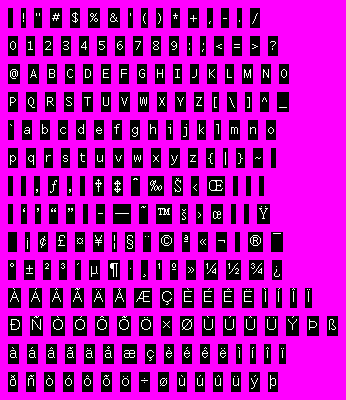 ! " # $ % & ' ( ) * + , - . /
0 1 2 3 4 5 6 7 8 9 : ; < = > ?
@ A B C D E F G H I J K L M N O
P Q R S T U V W X Y Z [ \ ] ^ _
` a b c d e f g h i j k l m n o
p q r s t u v w x y z { | } ~ |
| | ‚ ƒ „ | † ‡ ˆ ‰ Š ‹ Œ | | |
| ‘ ’ “ ” | – — ˜ ™ š › œ | | Ÿ
¡ ¢ £ ¤ ¥ ¦ § ¨ © ª « ¬ | ® ¯
° ± ² ³ ´ µ ¶ · ¸ ¹ º » ¼ ½ ¾ ¿
À Á Â Ã Ä Å Æ Ç È É Ê Ë Ì Í Î Ï
Ð Ñ Ò Ó Ô Õ Ö × Ø Ù Ú Û Ü Ý Þ ß
à á â ã ä å æ ç è é ê ë ì í î ï
ð ñ ò ó ô õ ö ÷ ø ù ú û ü ý þ